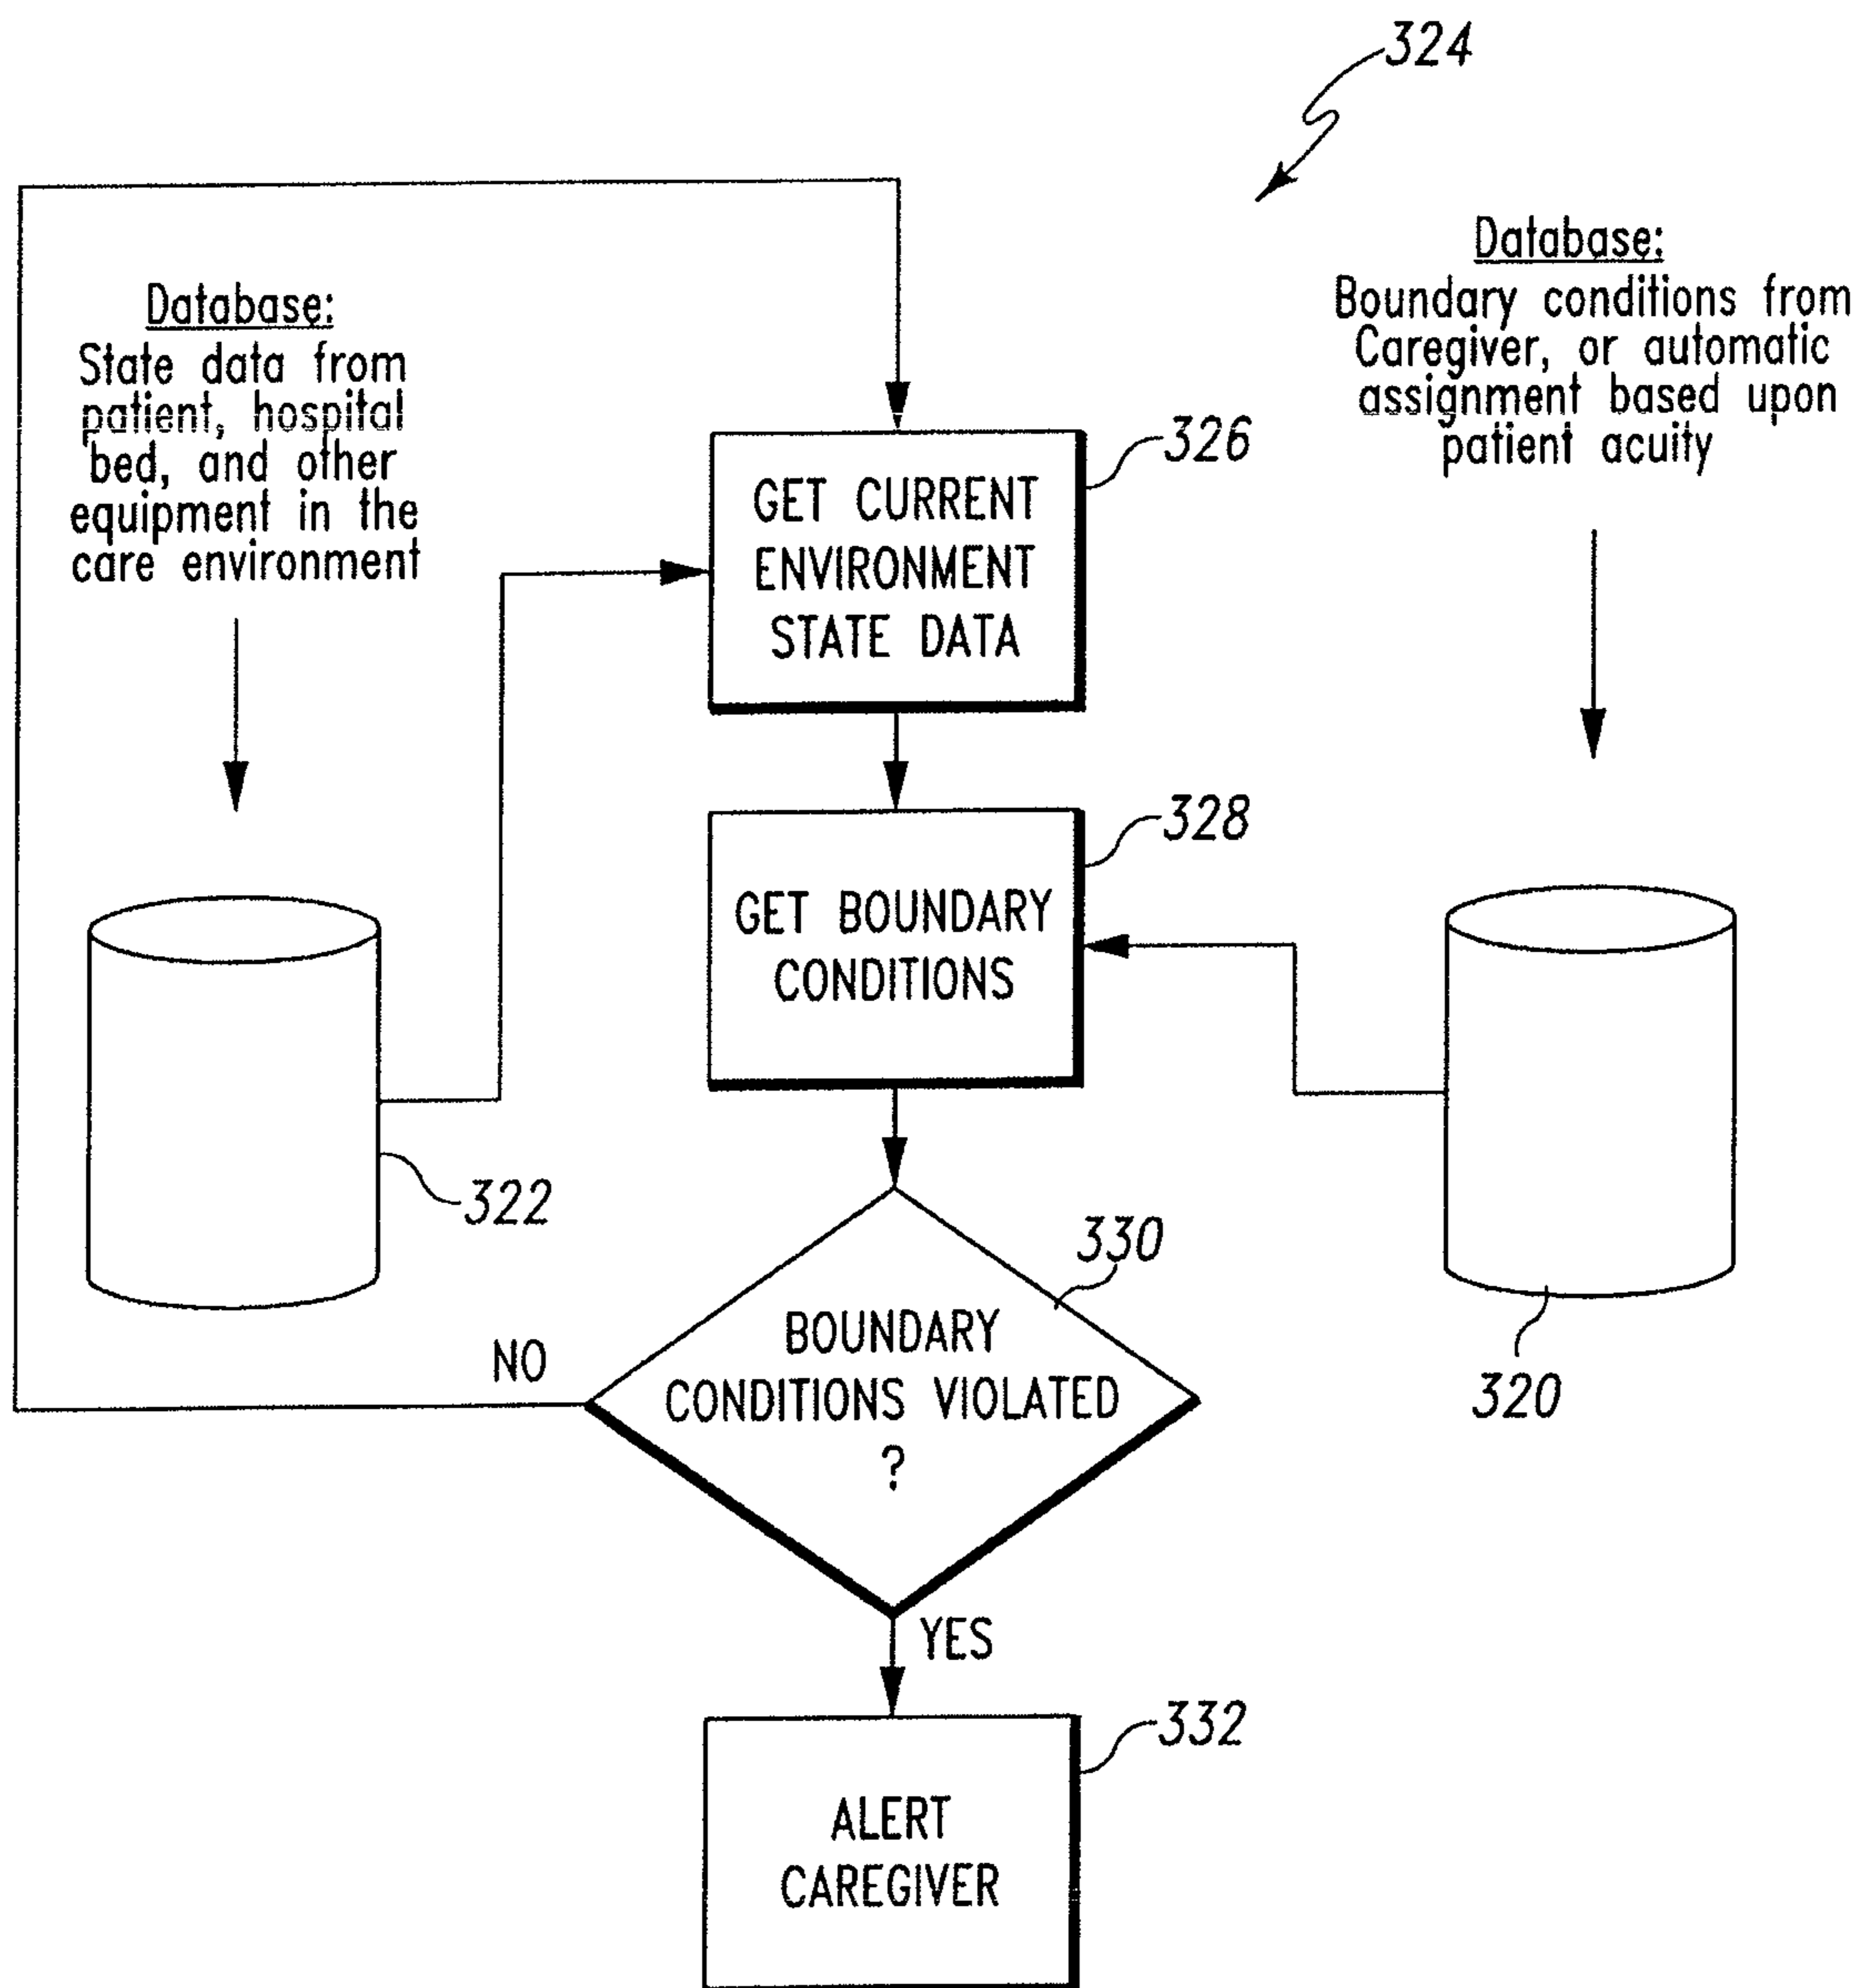 324
Database:
State data from
patient, hospital
bed, and other
equipment in the
care environment
Database:
Boundary conditions from
Caregiver, or automatic
assignment based upon
patient acuity
GET CURRENT
ENVIRONMENT
STATE DATA
326
GET BOUNDARY
CONDITIONS
328
322
320
BOUNDARY
CONDITIONS VIOLATED
?
330
NO
YES
ALERT
CAREGIVER
332